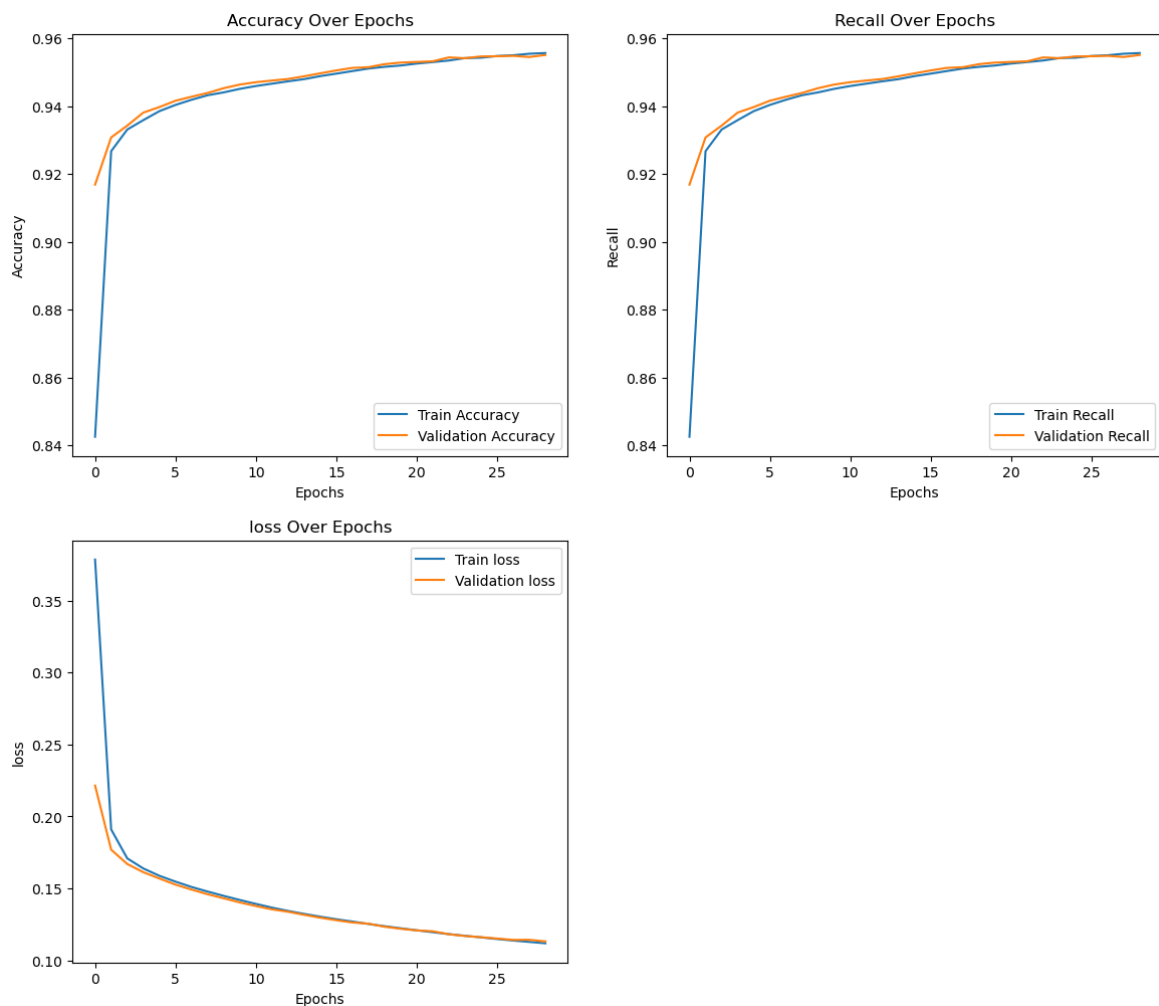 Accuracy Over Epochs
0.96
0.94
0.92
0.90
0.88
0.86
0.84
Accuracy
0 5 10 15 20 25
Epochs
Train Accuracy
Validation Accuracy
Recall Over Epochs
0.96
0.94
0.92
0.90
0.88
0.86
0.84
Recall
0 5 10 15 20 25
Epochs
Train Recall
Validation Recall
loss Over Epochs
Train loss
Validation loss
0.35
0.30
0.25
0.20
0.15
0.10
loss
0 5 10 15 20 25
Epochs